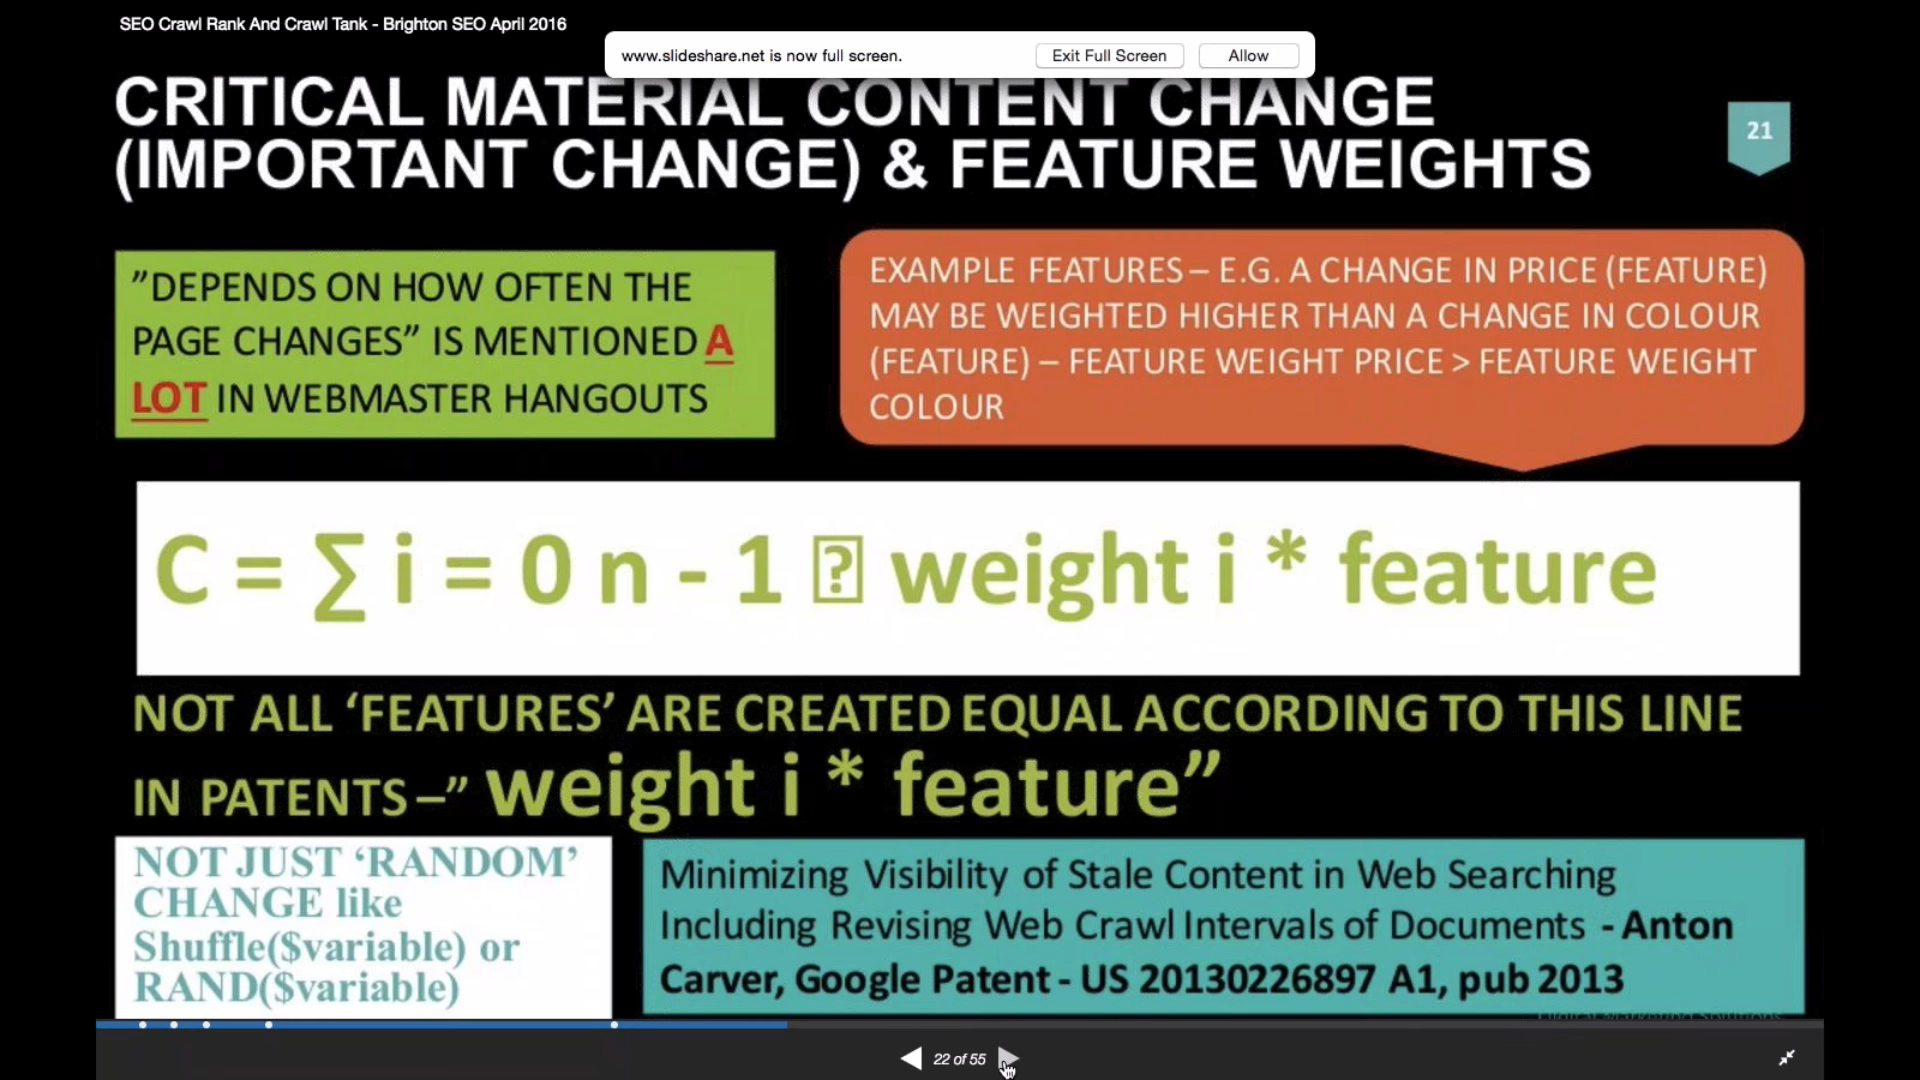 SEO Crawl Rank And Crawl Tank - Brighton SEO April 2016
www.slideshare.net is now full screen.
Exit Full Screen
Allow
CRITICAL MATERIAL CONTENT CHANGE
(IMPORTANT CHANGE) & FEATURE WEIGHTS
21
”DEPENDS ON HOW OFTEN THE
PAGE CHANGES” IS MENTIONED A
LOT IN WEBMASTER HANGOUTS
EXAMPLE FEATURES – E.G. A CHANGE IN PRICE (FEATURE)
MAY BE WEIGHTED HIGHER THAN A CHANGE IN COLOUR
(FEATURE) – FEATURE WEIGHT PRICE > FEATURE WEIGHT
COLOUR
C = ∑ i = 0 n - 1 ⍰ weight i * feature
NOT ALL ‘FEATURES’ ARE CREATED EQUAL ACCORDING TO THIS LINE
IN PATENTS –” weight i * feature”
NOT JUST ‘RANDOM’
CHANGE like
Shuffle($variable) or
RAND($variable)
Minimizing Visibility of Stale Content in Web Searching
Including Revising Web Crawl Intervals of Documents - Anton
Carver, Google Patent - US 20130226897 A1, pub 2013
22 of 55